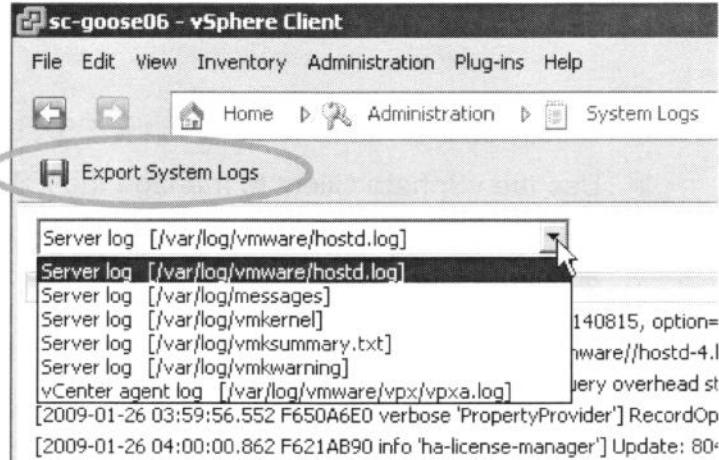 sc-goose06 - vSphere Client
File Edit View Inventory Administration Plug-ins Help
Home Administration System Logs
Export System Logs
Server log [/var/log/vmware/hostd.log]
Server log [/var/log/vmware/hostd.log]
Server log [/var/log/messages]
Server log [/var/log/vmkernel]
Server log [/var/log/vmksummary.txt]
Server log [/var/log/vmkwarning]
vCenter agent log [/var/log/vmware/vpx/vpxa.log]
140815, option=
ware//hostd-4.l
ery overhead st
[2009-01-26 03:59:56.552 F650A6E0 verbose 'PropertyProvider'] RecordOp
[2009-01-26 04:00:00.862 F621AB90 info 'ha-license-manager'] Update: 804